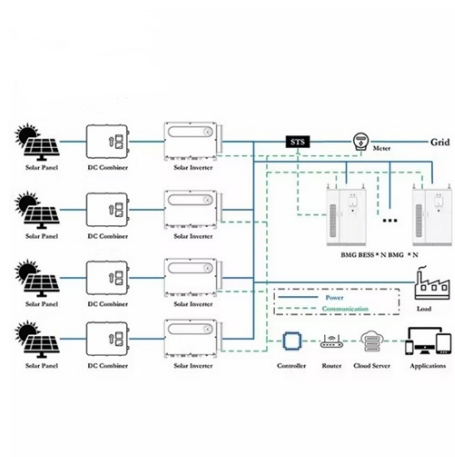 STS
Meter
Grid
Solar Panel
DC Combiner
Solar Inverter
Solar Panel
DC Combiner
Solar Inverter
BMG BESS * N BMG * N
Solar Panel
DC Combiner
Solar Inverter
Power
Communication
Load
Solar Panel
DC Combiner
Solar Inverter
Controller
Router
Cloud Server
Applications